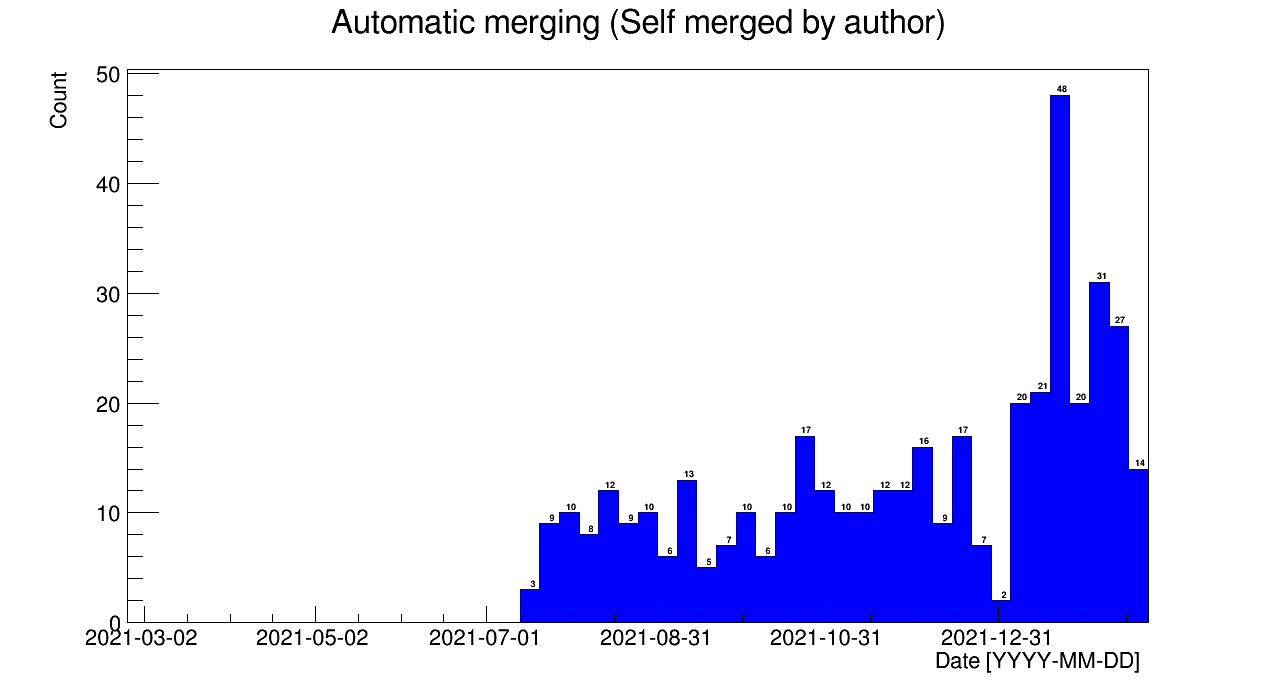 Automatic merging (Self merged by author)
Count
50
40
30
20
10
0
3 9 10 8 12 9 10 6 13 5 7 10 6 10 17 12 10 10 12 12 16 9 17 7 2 20 21 48 20 31 27 14
2021-03-02 2021-05-02 2021-07-01 2021-08-31 2021-10-31 2021-12-31
Date [YYYY-MM-DD]